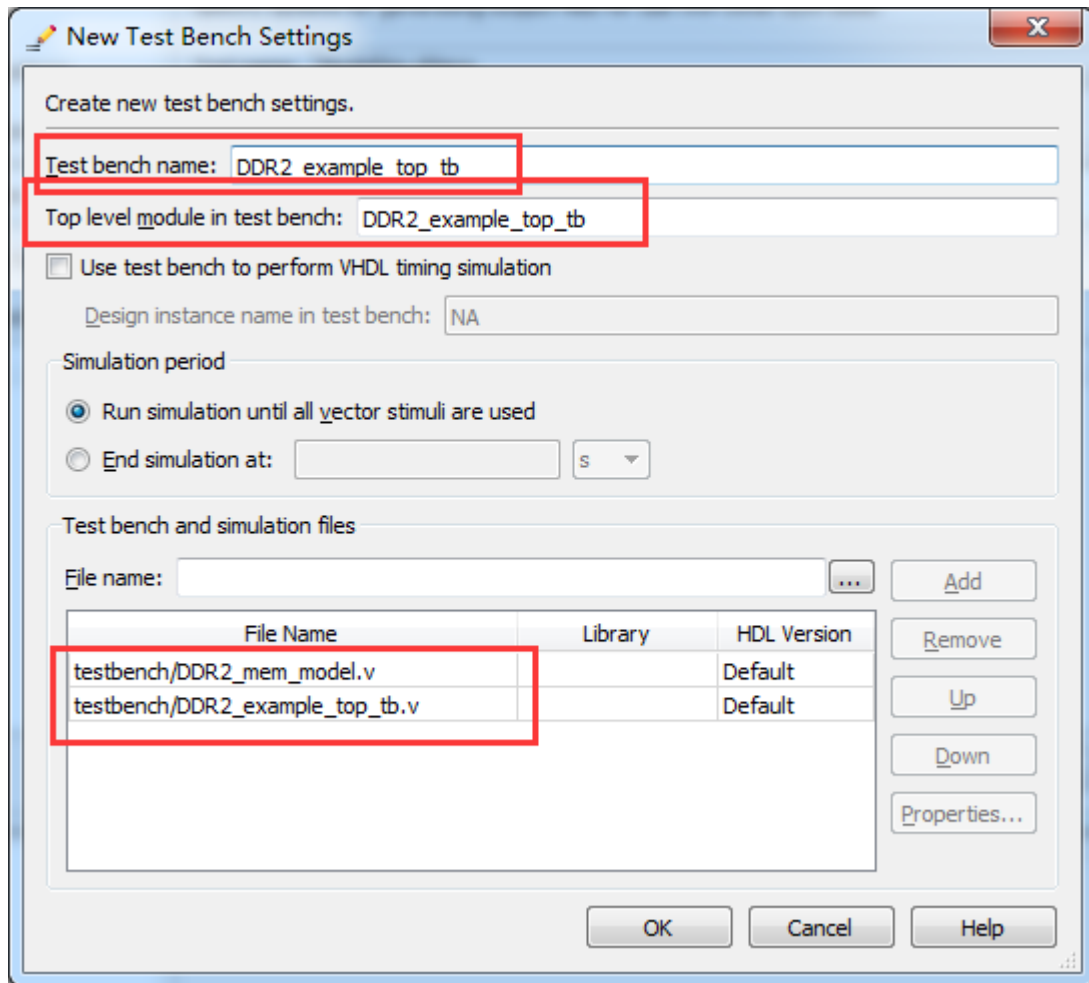 New Test Bench Settings
Create new test bench settings.
Test bench name: DDR2_example_top_tb
Top level module in test bench: DDR2_example_top_tb
Use test bench to perform VHDL timing simulation
Design instance name in test bench: NA
Simulation period
Run simulation until all vector stimuli are used
End simulation at: s
Test bench and simulation files
File name: ... Add
File Name Library HDL Version Remove
testbench/DDR2_mem_model.v Default
testbench/DDR2_example_top_tb.v Default Up
Down
Properties...
OK Cancel Help